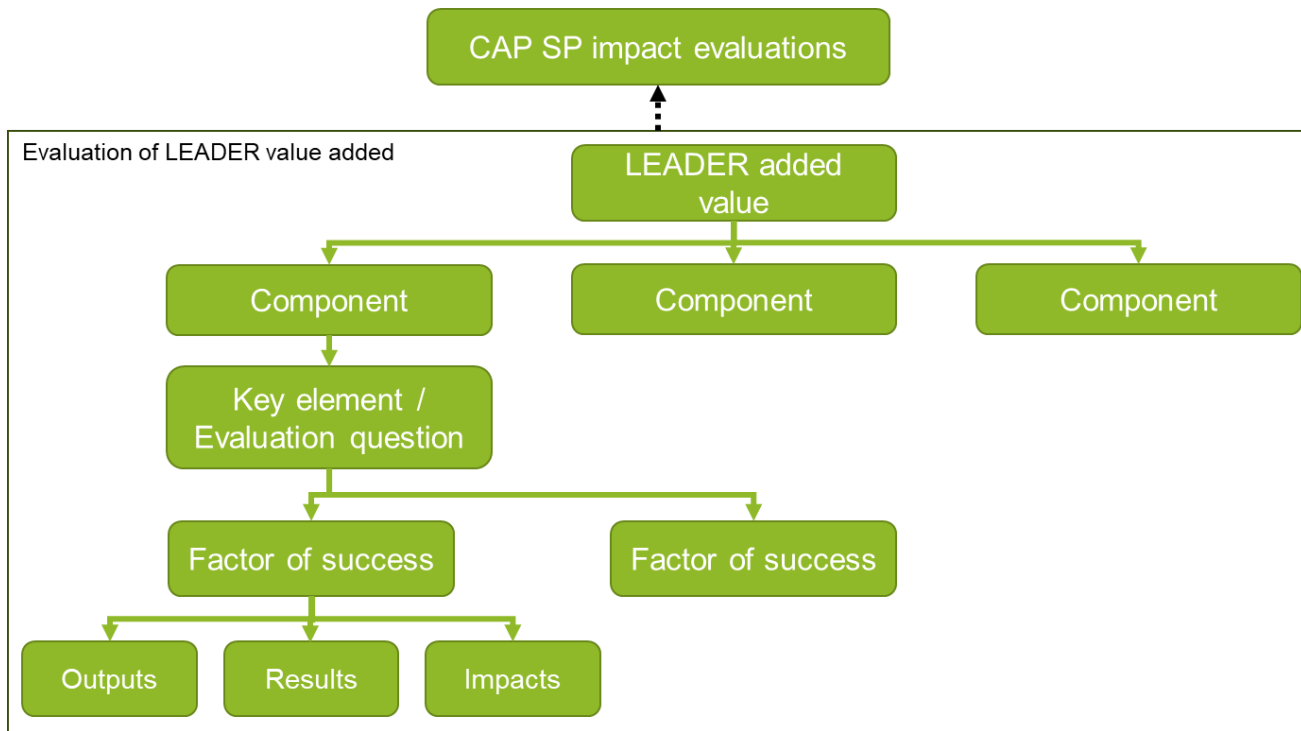 CAP SP impact evaluations
Evaluation of LEADER value added
LEADER added
value
Component
Component
Component
Key element /
Evaluation question
Factor of success
Factor of success
Outputs
Results
Impacts